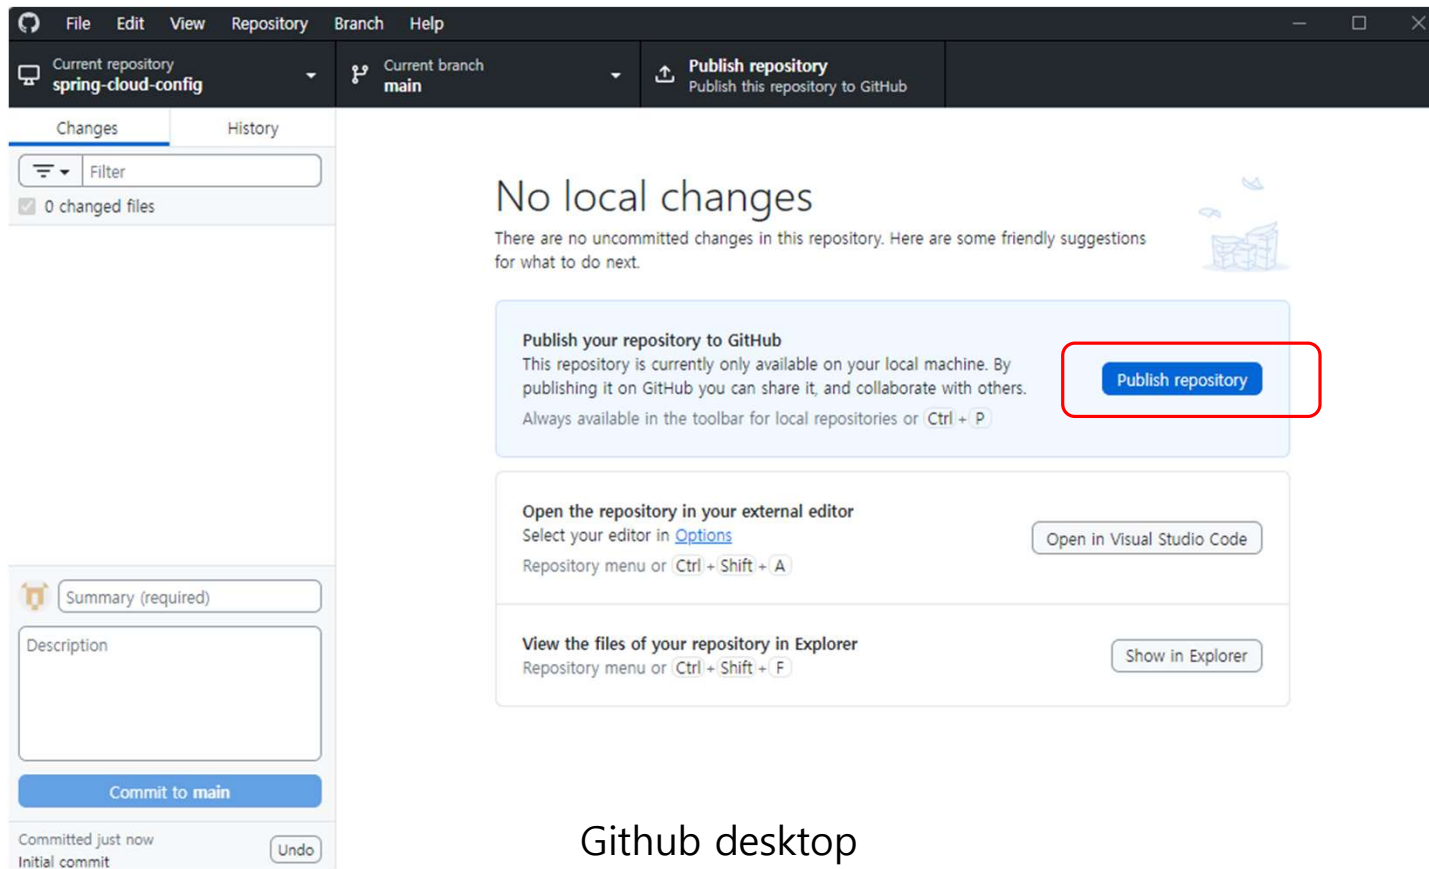 File Edit View Repository Branch Help
Current repository
spring-cloud-config
Current branch
main
Publish repository
Publish this repository to GitHub
Changes History
Filter
0 changed files
No local changes
There are no uncommitted changes in this repository. Here are some friendly suggestions
for what to do next.
Publish your repository to GitHub
This repository is currently only available on your local machine. By
publishing it on GitHub you can share it, and collaborate with others.
Always available in the toolbar for local repositories or Ctrl + P
Publish repository
Open the repository in your external editor
Select your editor in Options
Repository menu or Ctrl + Shift + A
Open in Visual Studio Code
View the files of your repository in Explorer
Repository menu or Ctrl + Shift + F
Show in Explorer
Summary (required)
Description
Commit to main
Committed just now
Initial commit
Undo
Github desktop